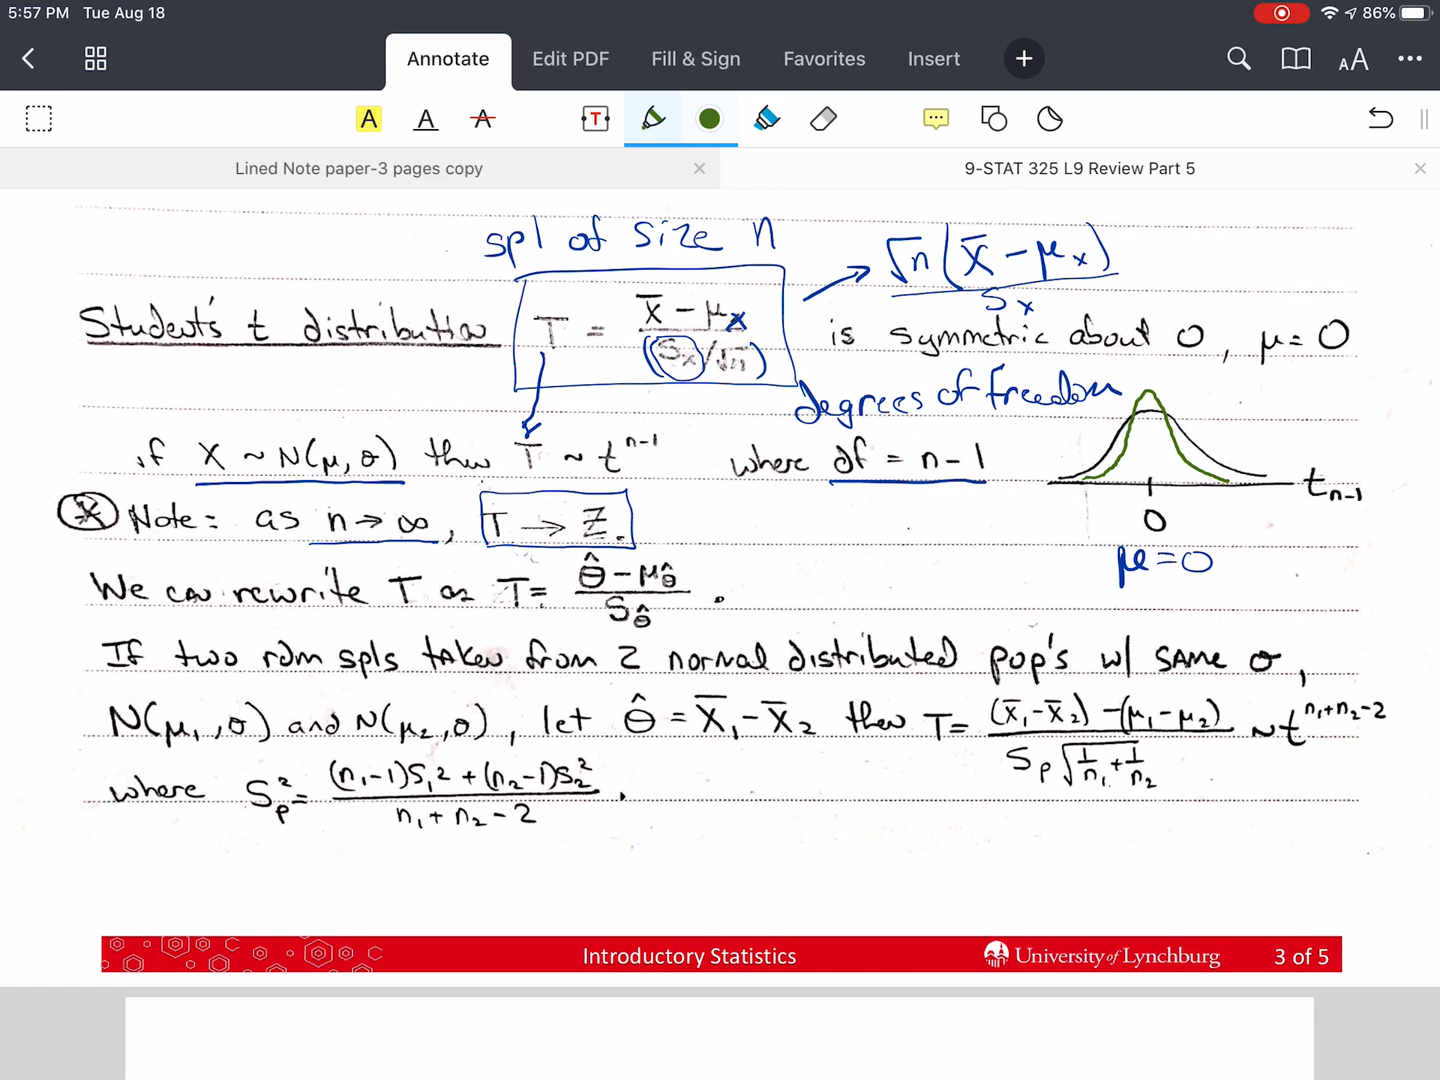 5:57 PM Tue Aug 18 86%
Annotate Edit PDF Fill & Sign Favorites Insert
A A A T AA
Lined Note paper-3 pages copy 9-STAT 325 L9 Review Part 5
spl of size n
Student's t distribution T = (X̄ - μx)/(Sx/√n) → √n(X̄ - μx)/Sx is symmetric about 0, μ = 0
degrees of freedom
if X ~ N(μ, σ) then T ~ t^(n-1) where df = n-1
t_(n-1)
0
μ = 0
* Note: as n → ∞, T → Z.
We can rewrite T as T = (θ̂ - μ_θ̂)/S_θ̂.
If two rdm spls taken from 2 normal distributed pop's w/ SAME σ,
N(μ₁, σ) and N(μ₂, σ), let θ̂ = X̄₁ - X̄₂ then T = ((X̄₁ - X̄₂) - (μ₁ - μ₂))/(Sp√(1/n₁ + 1/n₂)) ~ t^(n₁+n₂-2)
where Sp² = ((n₁-1)S₁² + (n₂-1)S₂²)/(n₁ + n₂ - 2).
Introductory Statistics University of Lynchburg 3 of 5